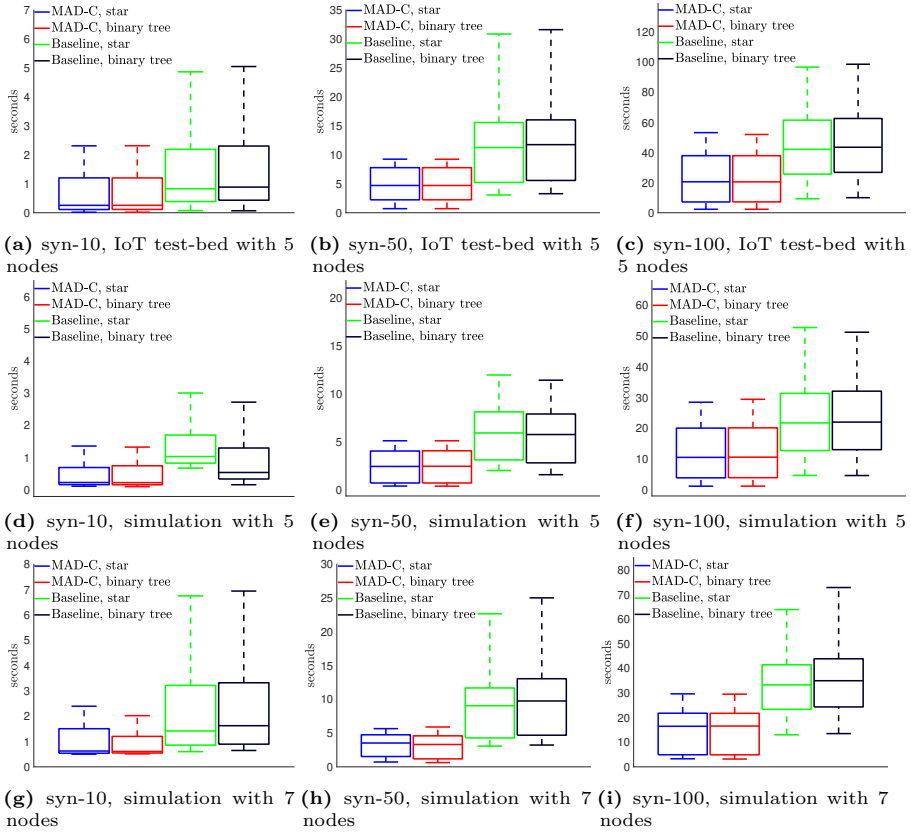 7
6
5
4
3
2
1
0
seconds
MAD-C, star
MAD-C, binary tree
Baseline, star
Baseline, binary tree
35
30
25
20
15
10
5
0
seconds
MAD-C, star
MAD-C, binary tree
Baseline, star
Baseline, binary tree
120
100
80
60
40
20
0
seconds
MAD-C, star
MAD-C, binary tree
Baseline, star
Baseline, binary tree
(a) syn-10, IoT test-bed with 5
nodes
(b) syn-50, IoT test-bed with 5
nodes
(c) syn-100, IoT test-bed with
5 nodes
6
5
4
3
2
1
0
seconds
MAD-C, star
MAD-C, binary tree
Baseline, star
Baseline, binary tree
20
15
10
5
0
seconds
MAD-C, star
MAD-C, binary tree
Baseline, star
Baseline, binary tree
60
50
40
30
20
10
0
seconds
MAD-C, star
MAD-C, binary tree
Baseline, star
Baseline, binary tree
(d) syn-10, simulation with 5
nodes
(e) syn-50, simulation with 5
nodes
(f) syn-100, simulation with 5
nodes
8
7
6
5
4
3
2
1
0
seconds
MAD-C, star
MAD-C, binary tree
Baseline, star
Baseline, binary tree
30
25
20
15
10
5
0
seconds
MAD-C, star
MAD-C, binary tree
Baseline, star
Baseline, binary tree
80
70
60
50
40
30
20
10
0
seconds
MAD-C, star
MAD-C, binary tree
Baseline, star
Baseline, binary tree
(g) syn-10, simulation with 7
nodes
(h) syn-50, simulation with 7
nodes
(i) syn-100, simulation with 7
nodes